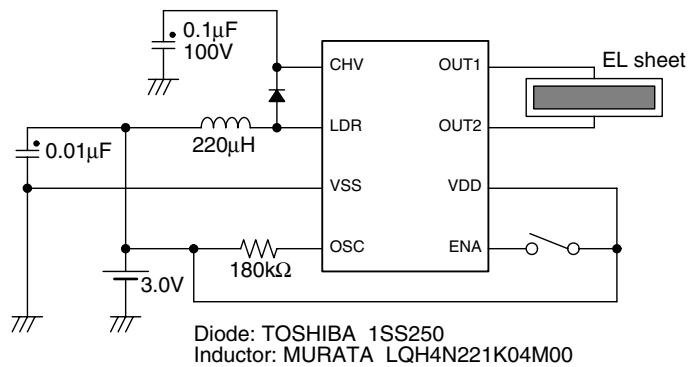 0.1μF
100V
CHV
OUT1
EL sheet
LDR
OUT2
220μH
0.01μF
VSS
VDD
OSC
ENA
180kΩ
3.0V
Diode: TOSHIBA 1SS250
Inductor: MURATA LQH4N221K04M00